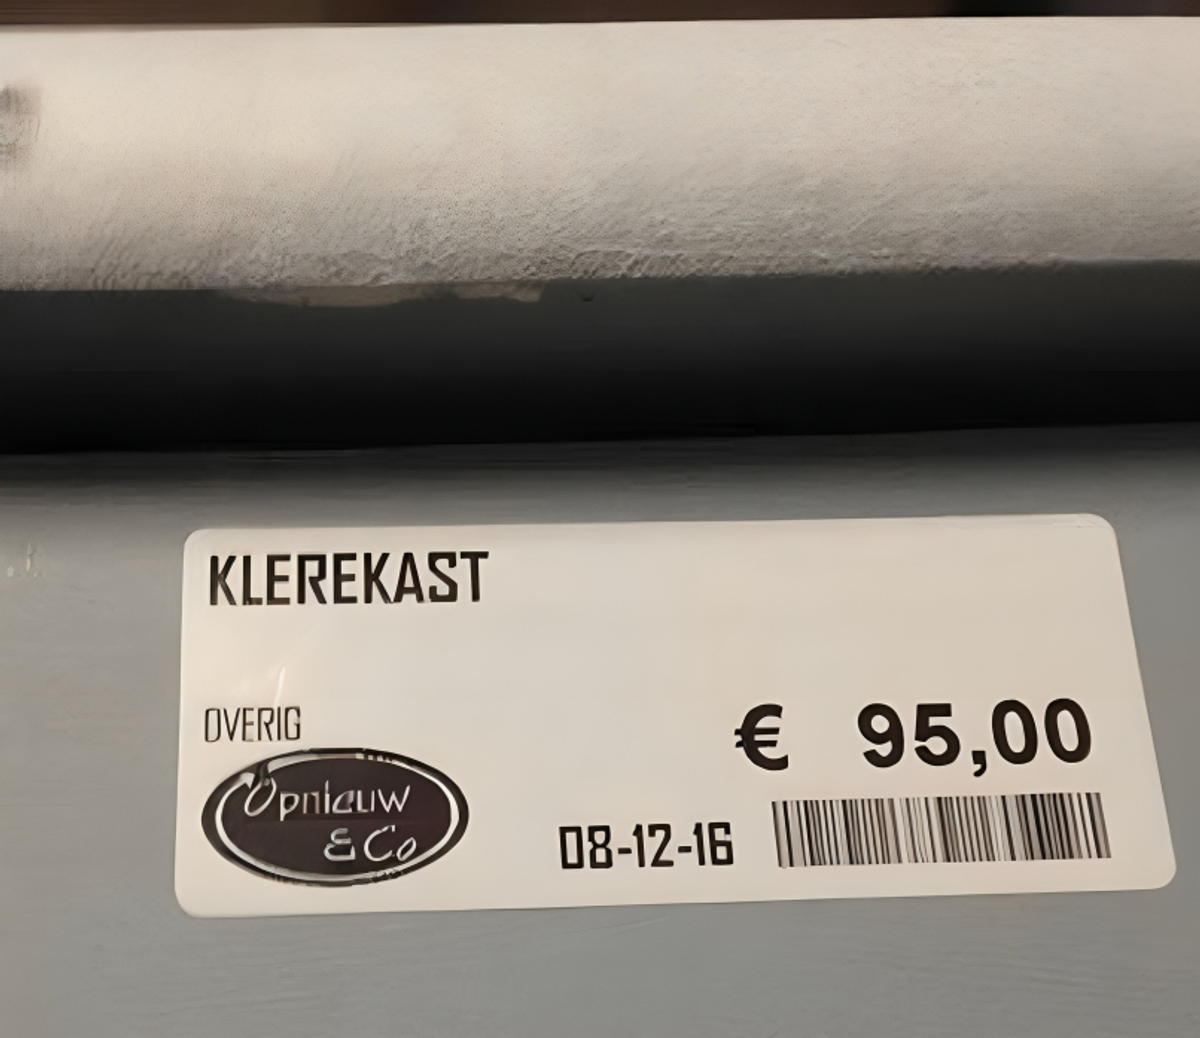 KLEREKAST
OVERIG
€ 95,00
Opnieuw
& Co
08-12-16